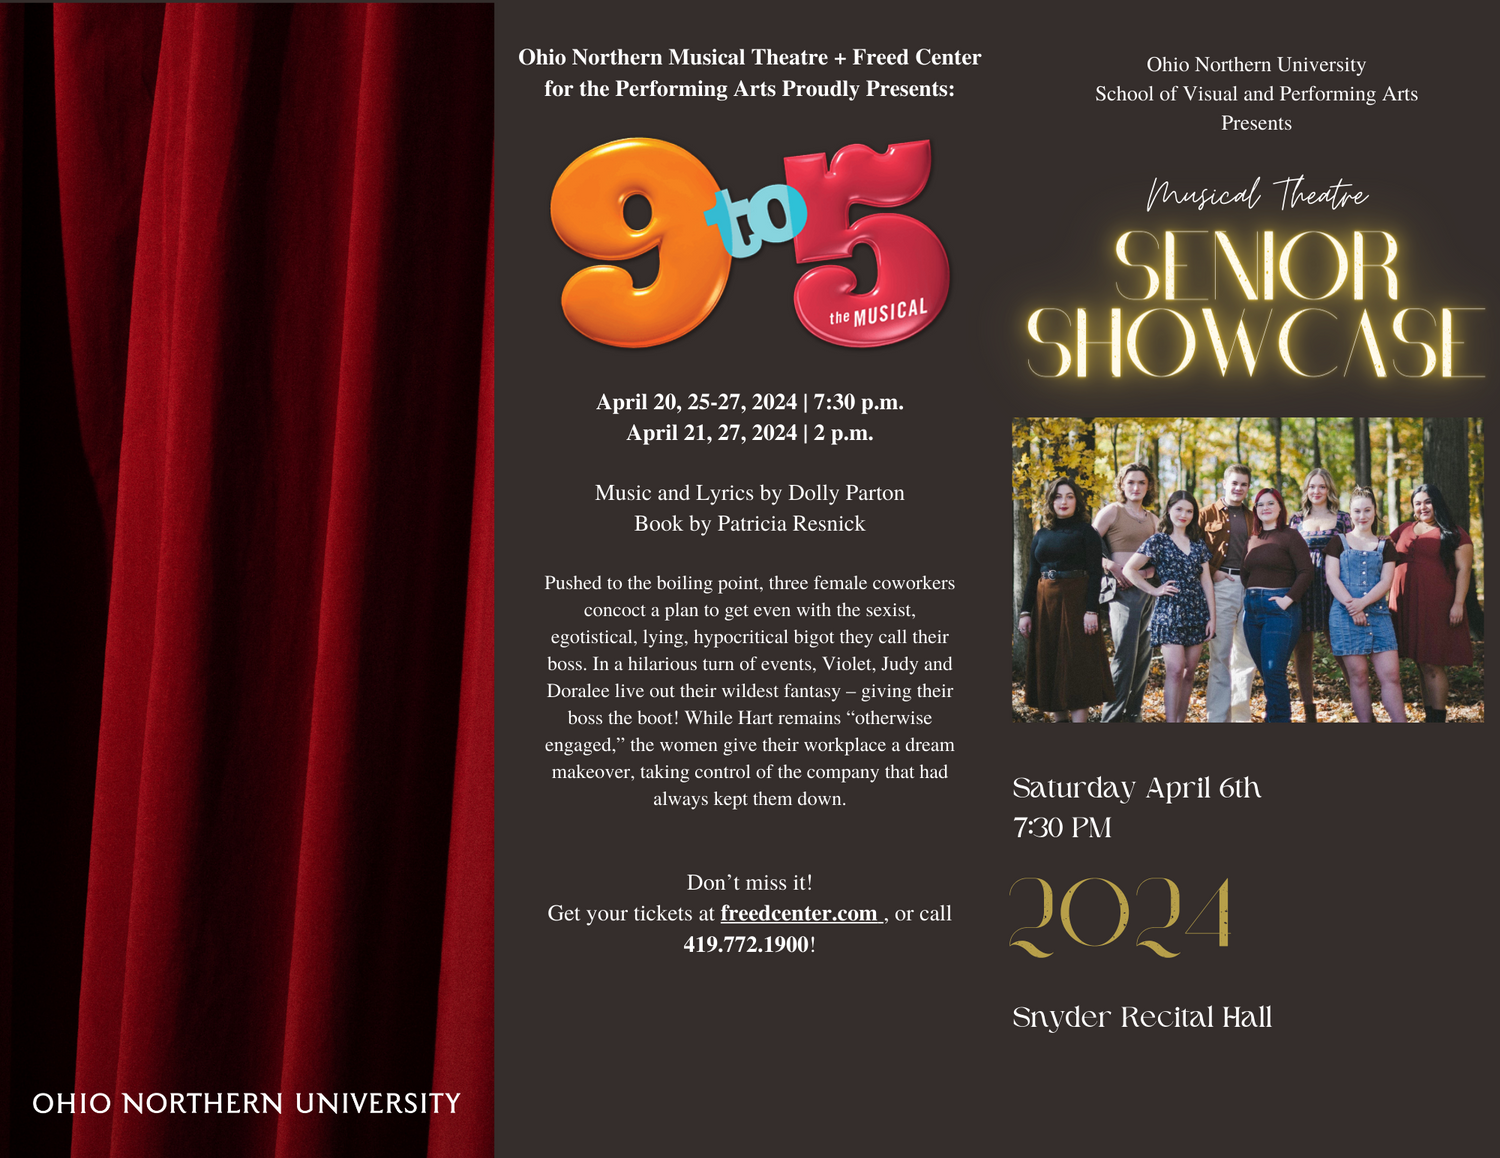 OHIO NORTHERN UNIVERSITY
Ohio Northern Musical Theatre + Freed Center
for the Performing Arts Proudly Presents:
9 to 5
the MUSICAL
April 20, 25-27, 2024 | 7:30 p.m.
April 21, 27, 2024 | 2 p.m.
Music and Lyrics by Dolly Parton
Book by Patricia Resnick
Pushed to the boiling point, three female coworkers
concoct a plan to get even with the sexist,
egotistical, lying, hypocritical bigot they call their
boss. In a hilarious turn of events, Violet, Judy and
Doralee live out their wildest fantasy – giving their
boss the boot! While Hart remains “otherwise
engaged,” the women give their workplace a dream
makeover, taking control of the company that had
always kept them down.
Don’t miss it!
Get your tickets at freedcenter.com , or call
419.772.1900!
Ohio Northern University
School of Visual and Performing Arts
Presents
Musical Theatre
SENIOR
SHOWCASE
Saturday April 6th
7:30 PM
2024
Snyder Recital Hall